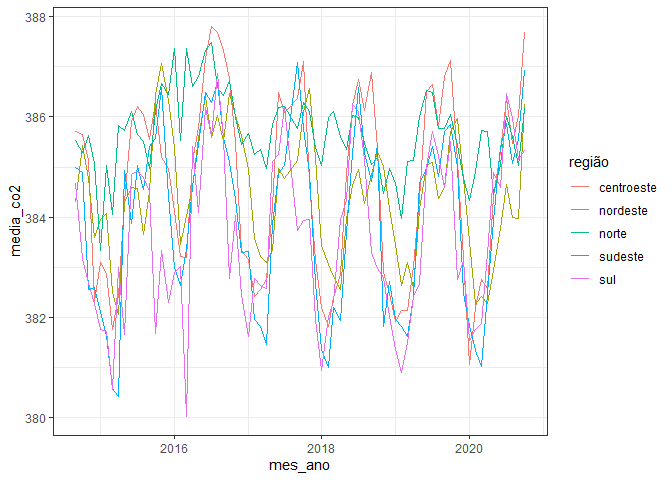 388
386
384
382
380
media_co2
2016
2018
2020
mes_ano
região
centroeste
nordeste
norte
sudeste
sul